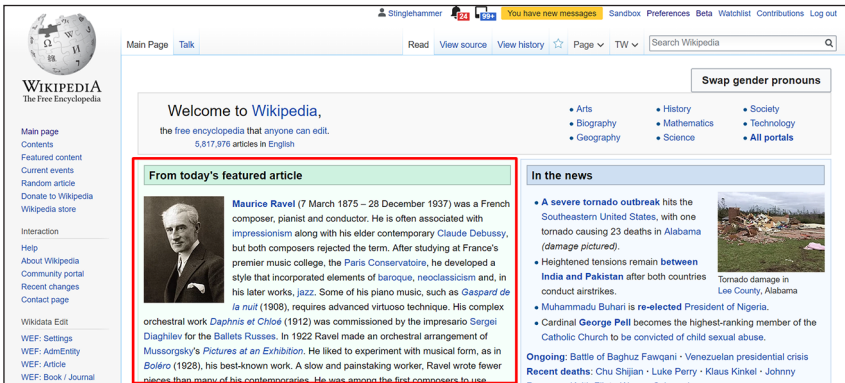 Stinglehammer 24 99+ You have new messages Sandbox Preferences Beta Watchlist Contributions Log out
WIKIPEDIA
The Free Encyclopedia
Main Page Talk Read View source View history Page TW Search Wikipedia
Swap gender pronouns
Main page
Contents
Featured content
Current events
Random article
Donate to Wikipedia
Wikipedia store
Interaction
Help
About Wikipedia
Community portal
Recent changes
Contact page
Wikidata Edit
WEF: Settings
WEF: AdmEntity
WEF: Article
WEF: Book / Journal
Welcome to Wikipedia,
the free encyclopedia that anyone can edit.
5,817,976 articles in English
Arts
Biography
Geography
History
Mathematics
Science
Society
Technology
All portals
From today's featured article
Maurice Ravel (7 March 1875 – 28 December 1937) was a French
composer, pianist and conductor. He is often associated with
impressionism along with his elder contemporary Claude Debussy,
but both composers rejected the term. After studying at France's
premier music college, the Paris Conservatoire, he developed a
style that incorporated elements of baroque, neoclassicism and, in
his later works, jazz. Some of his piano music, such as Gaspard de
la nuit (1908), requires advanced virtuoso technique. His complex
orchestral work Daphnis et Chloé (1912) was commissioned by the impresario Sergei
Diaghilev for the Ballets Russes. In 1922 Ravel made an orchestral arrangement of
Mussorgsky's Pictures at an Exhibition. He liked to experiment with musical form, as in
Boléro (1928), his best-known work. A slow and painstaking worker, Ravel wrote fewer
pieces than many of his contemporaries. He was among the first composers to use
In the news
A severe tornado outbreak hits the
Southeastern United States, with one
tornado causing 23 deaths in Alabama
(damage pictured).
Heightened tensions remain between
India and Pakistan after both countries
conduct airstrikes.
Tornado damage in
Lee County, Alabama
Muhammadu Buhari is re-elected President of Nigeria.
Cardinal George Pell becomes the highest-ranking member of the
Catholic Church to be convicted of child sexual abuse.
Ongoing: Battle of Baghuz Fawqani · Venezuelan presidential crisis
Recent deaths: Chu Shijian · Luke Perry · Klaus Kinkel · Johnny